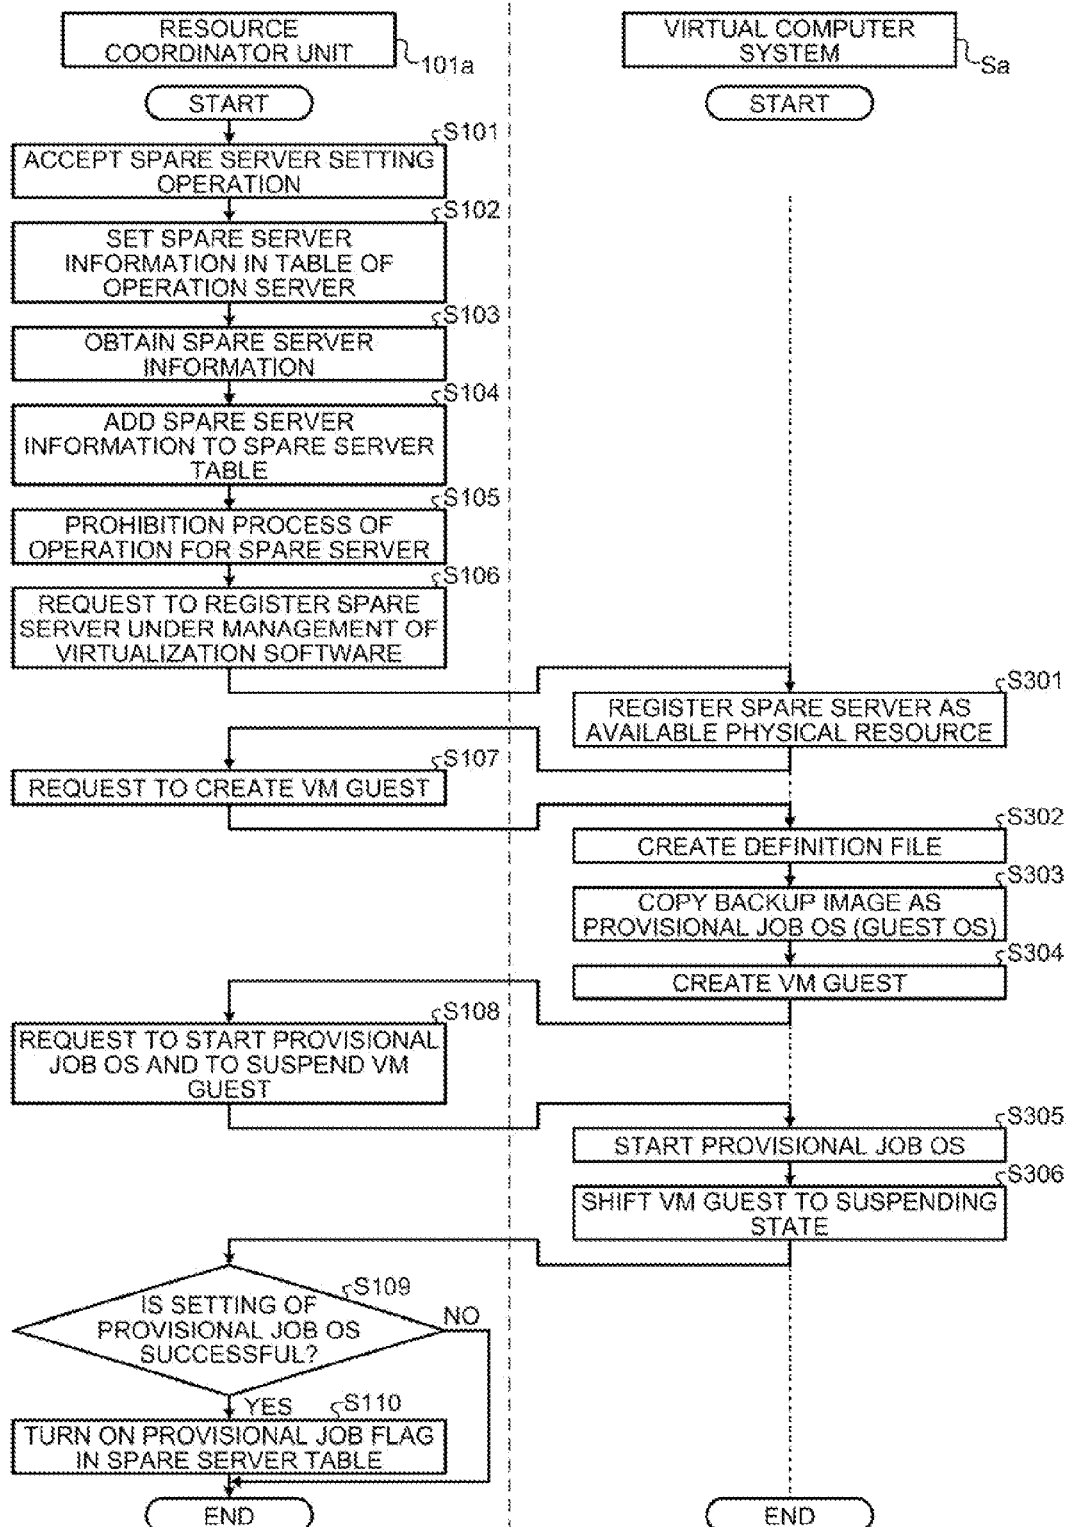 RESOURCE
COORDINATOR UNIT
101a
VIRTUAL COMPUTER
SYSTEM
Sa
START
START
S101
ACCEPT SPARE SERVER SETTING
OPERATION
S102
SET SPARE SERVER
INFORMATION IN TABLE OF
OPERATION SERVER
S103
OBTAIN SPARE SERVER
INFORMATION
S104
ADD SPARE SERVER
INFORMATION TO SPARE SERVER
TABLE
S105
PROHIBITION PROCESS OF
OPERATION FOR SPARE SERVER
S106
REQUEST TO REGISTER SPARE
SERVER UNDER MANAGEMENT OF
VIRTUALIZATION SOFTWARE
S301
REGISTER SPARE SERVER AS
AVAILABLE PHYSICAL RESOURCE
S107
REQUEST TO CREATE VM GUEST
S302
CREATE DEFINITION FILE
S303
COPY BACKUP IMAGE AS
PROVISIONAL JOB OS (GUEST OS)
S304
CREATE VM GUEST
S108
REQUEST TO START PROVISIONAL
JOB OS AND TO SUSPEND VM
GUEST
S305
START PROVISIONAL JOB OS
S306
SHIFT VM GUEST TO SUSPENDING
STATE
S109
IS SETTING OF
PROVISIONAL JOB OS
SUCCESSFUL?
NO
YES
S110
TURN ON PROVISIONAL JOB FLAG
IN SPARE SERVER TABLE
END
END